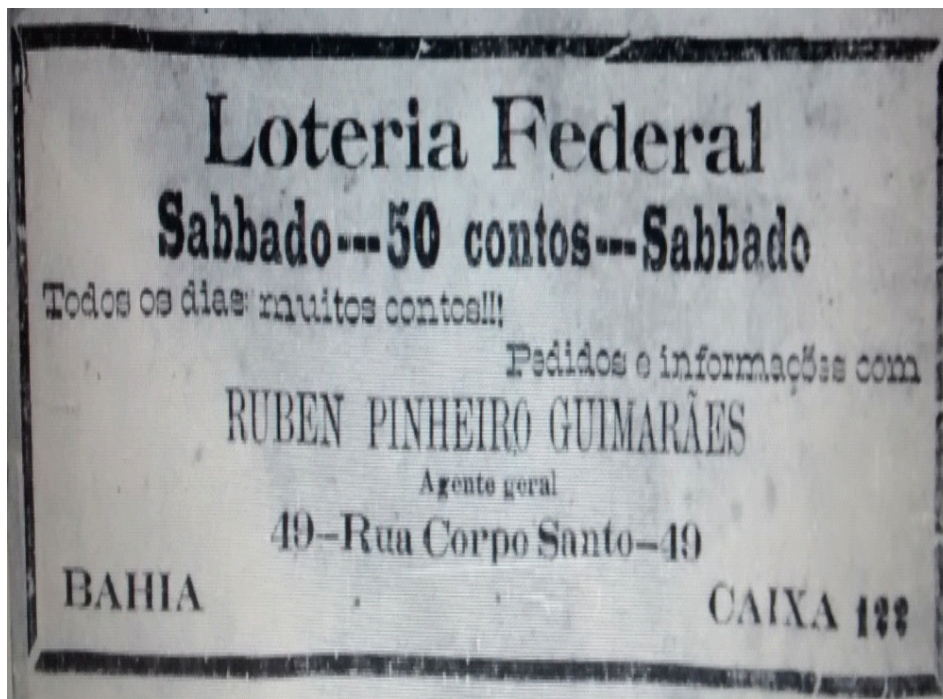 Loteria Federal
Sabbado---50 contos---Sabbado
Todos os dias muitos contos!!!
Pedidos e informações com
RUBEN PINHEIRO GUIMARÃES
Agente geral
49-Rua Corpo Santo-49
BAHIA CAIXA 122